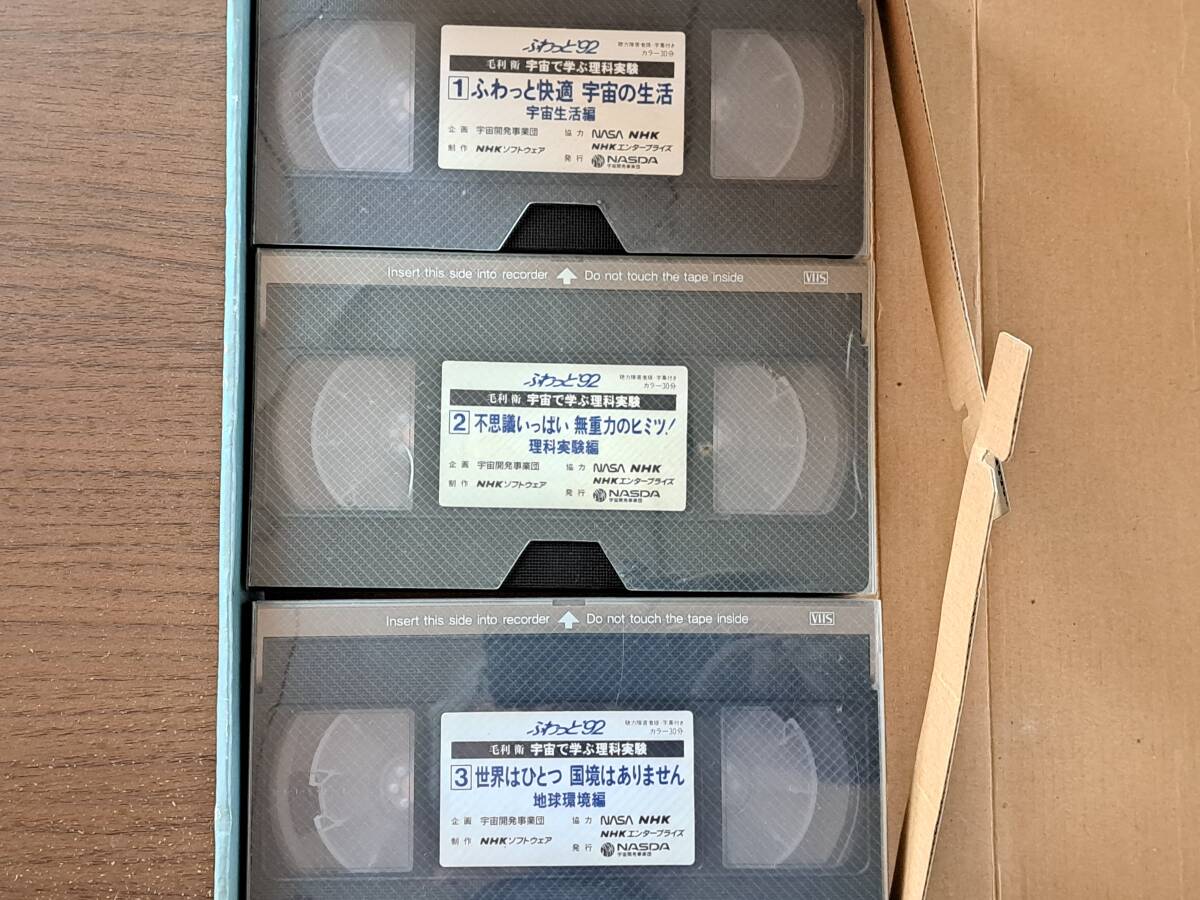 ふわっと'92
聴力障害者様・字幕付き
カラー30分
毛利 衛 宇宙で学ぶ理科実験
1 ふわっと快適 宇宙の生活
宇宙生活編
企画 宇宙開発事業団 協力 NASA NHK
NHKエンタープライズ
制作 NHKソフトウェア
発行 NASDA
宇宙開発事業団
Insert this side into recorder Do not touch the tape inside VHS
ふわっと'92
聴力障害者様・字幕付き
カラー30分
毛利 衛 宇宙で学ぶ理科実験
2 不思議いっぱい 無重力のヒミツ!
理科実験編
企画 宇宙開発事業団 協力 NASA NHK
NHKエンタープライズ
制作 NHKソフトウェア
発行 NASDA
宇宙開発事業団
Insert this side into recorder Do not touch the tape inside VHS
ふわっと'92
聴力障害者様・字幕付き
カラー30分
毛利 衛 宇宙で学ぶ理科実験
3 世界はひとつ 国境はありません
地球環境編
企画 宇宙開発事業団 協力 NASA NHK
NHKエンタープライズ
制作 NHKソフトウェア
発行 NASDA
宇宙開発事業団